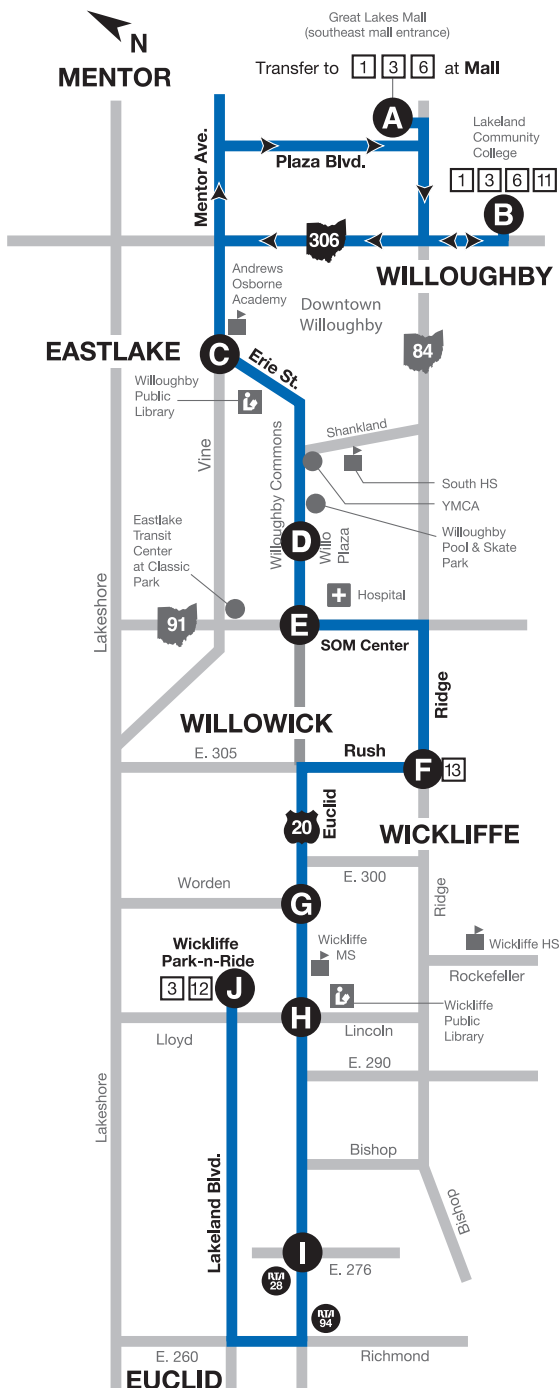 N
MENTOR
Great Lakes Mall
(southeast mall entrance)
Transfer to 1 3 6 at Mall
A
Lakeland
Community
College
1 3 6 11
B
Mentor Ave.
Plaza Blvd.
306
WILLOUGHBY
Andrews
Osborne
Academy
Downtown
Willoughby
EASTLAKE
C
Erie St.
84
Willoughby
Public
Library
Vine
Shankland
South HS
YMCA
Willoughby
Pool & Skate
Park
Willoughby Commons
D
Willo
Plaza
Eastlake
Transit
Center
at Classic
Park
Hospital
Lakeshore
91
E
SOM Center
Ridge
WILLOWICK
E. 305
Rush
F
13
20
Euclid
WICKLIFFE
E. 300
Worden
G
Ridge
Wickliffe
MS
Wickliffe HS
Rockefeller
Wickliffe
Park-n-Ride
3 12
J
H
Lloyd
Lincoln
Wickliffe
Public
Library
E. 290
Lakeshore
Lakeland Blvd.
Bishop
Bishop
I
E. 276
RTA
28
RTA
94
E. 260
Richmond
EUCLID